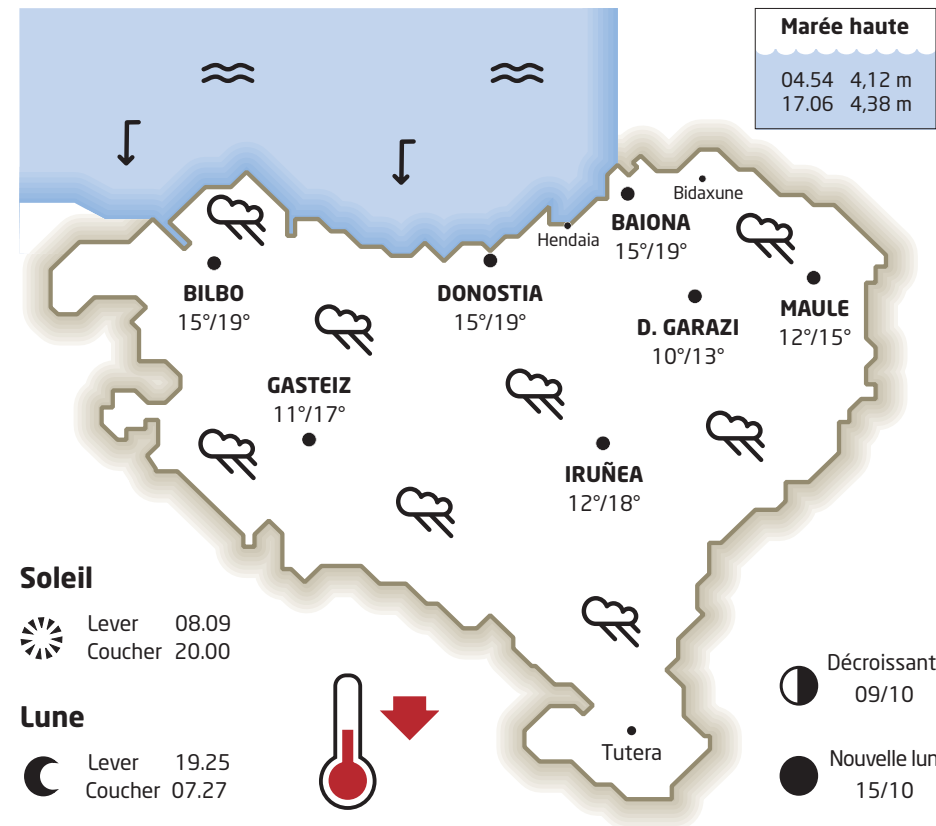 Marée haute
04.54 4,12 m
17.06 4,38 m
Bidaxune
BAIONA
15°/19°
Hendaia
BILBO
15°/19°
DONOSTIA
15°/19°
D. GARAZI
10°/13°
MAULE
12°/15°
GASTEIZ
11°/17°
IRUÑEA
12°/18°
Soleil
Lever 08.09
Coucher 20.00
Lune
Lever 19.25
Coucher 07.27
Tutera
Décroissant
09/10
Nouvelle lun
15/10